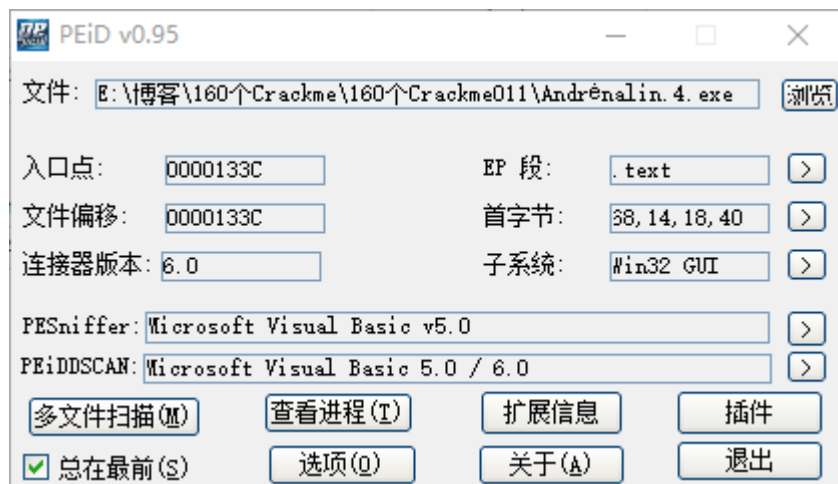 PEiD v0.95
文件: E:\博客\160个Crackme\160个Crackme011\Andrénalin.4.exe 浏览
入口点: 0000133C EP 段: .text >
文件偏移: 0000133C 首字节: 68,14,18,40 >
连接器版本: 6.0 子系统: Win32 GUI >
PESniffer: Microsoft Visual Basic v5.0 >
PEiDDSCAN: Microsoft Visual Basic 5.0 / 6.0 >
多文件扫描(M) 查看进程(T) 扩展信息 插件
总在最前(S) 选项(O) 关于(A) 退出